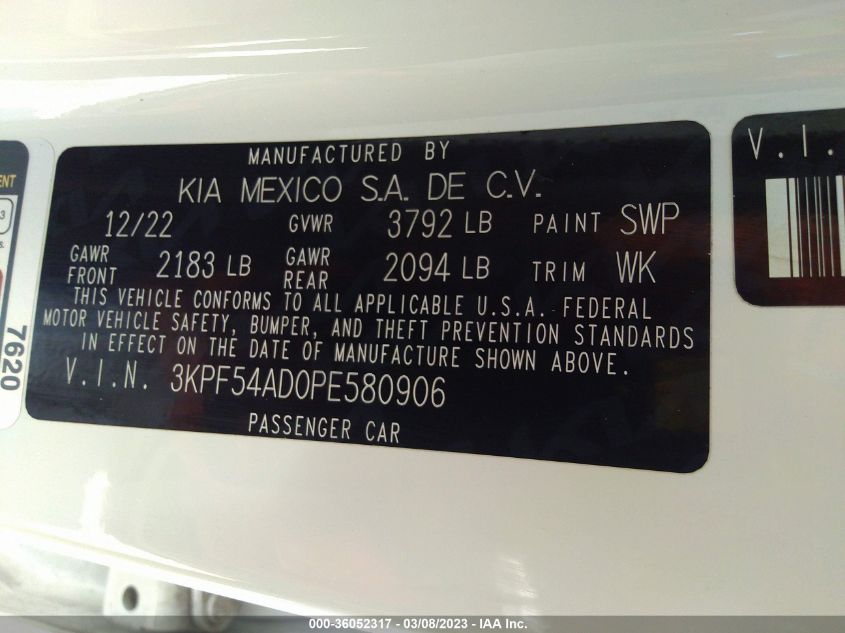 MANUFACTURED BY
KIA MEXICO S.A. DE C.V.
12/22 GVWR 3792 LB PAINT SWP
GAWR FRONT 2183 LB GAWR REAR 2094 LB TRIM WK
THIS VEHICLE CONFORMS TO ALL APPLICABLE U.S.A. FEDERAL
MOTOR VEHICLE SAFETY, BUMPER, AND THEFT PREVENTION STANDARDS
IN EFFECT ON THE DATE OF MANUFACTURE SHOWN ABOVE.
V.I.N. 3KPF54AD0PE580906
PASSENGER CAR
V.I.
7620
000-36052317 - 03/08/2023 - IAA Inc.